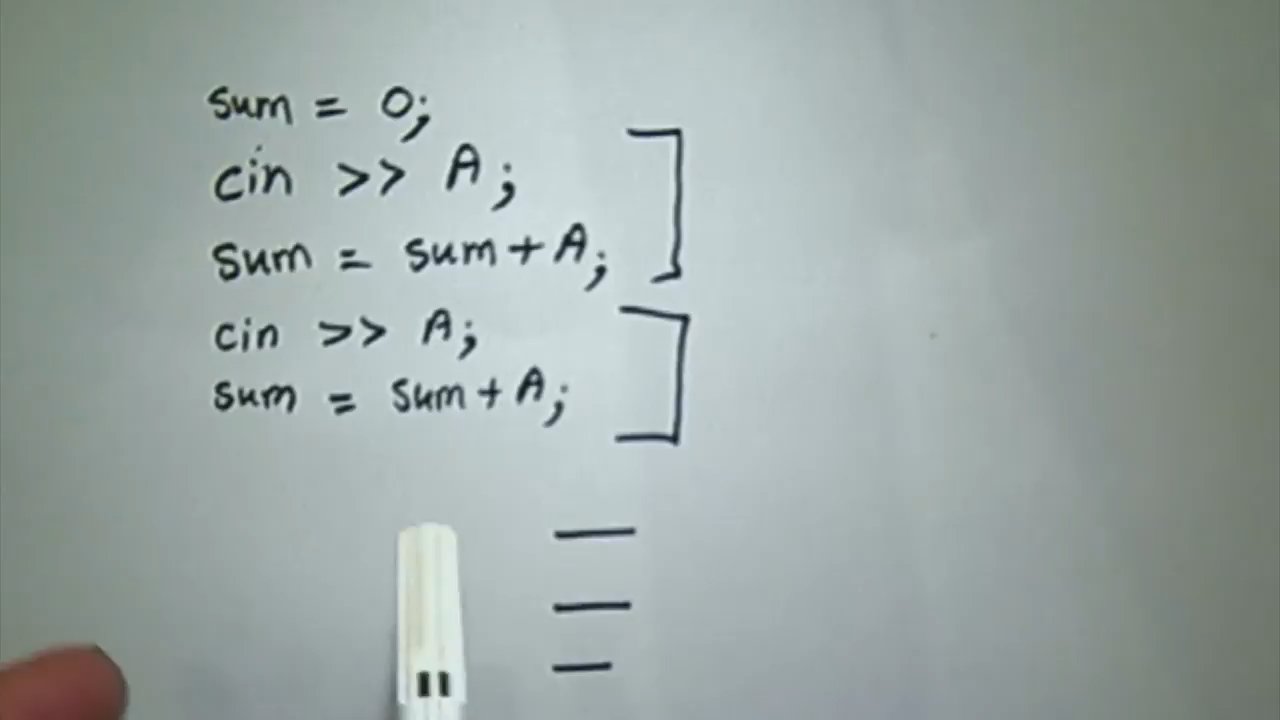 sum = 0;
cin >> A;
sum = sum + A;
cin >> A;
sum = sum + A;